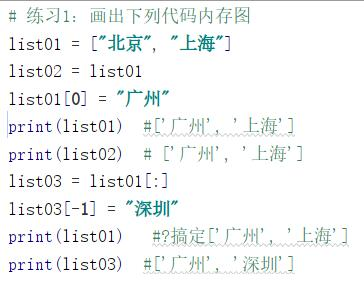 # 练习1：画出下列代码内存图
list01 = ["北京", "上海"]
list02 = list01
list01[0] = "广州"
print(list01) #['广州', '上海']
print(list02) # ['广州', '上海']
list03 = list01[:]
list03[-1] = "深圳"
print(list01) #?搞定['广州', '上海']
print(list03) #['广州', '深圳']